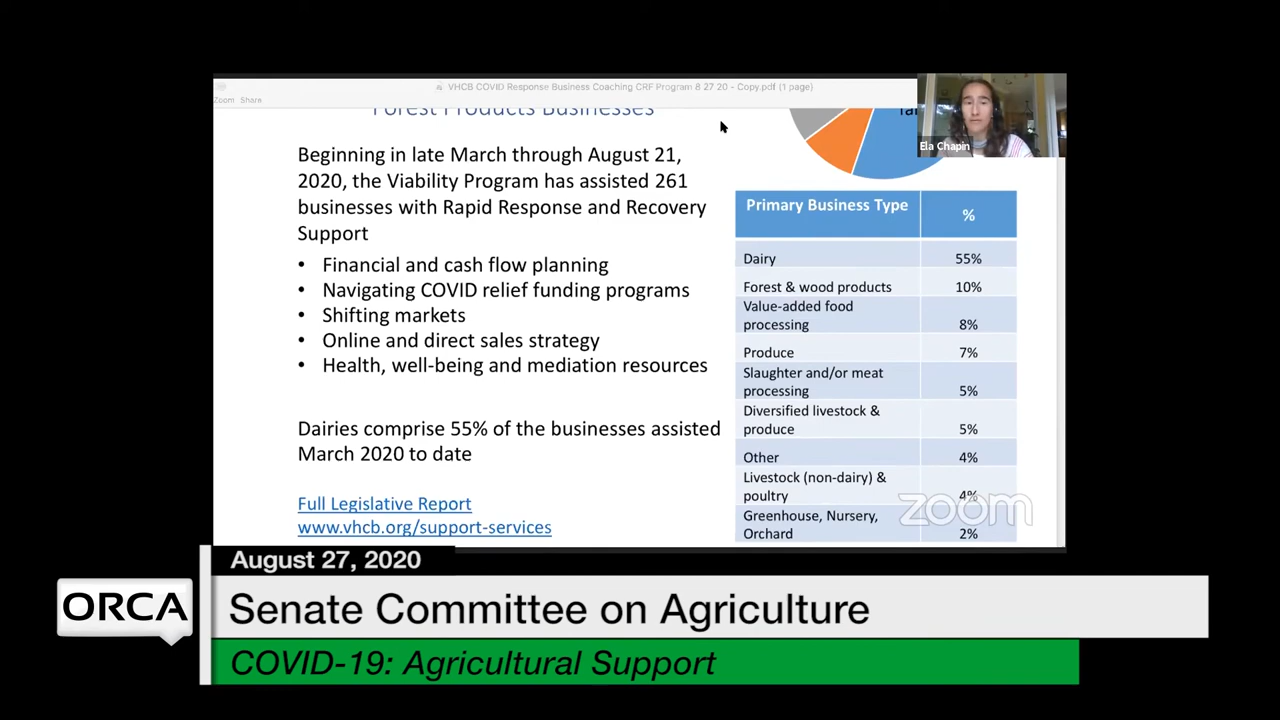 VHCB COVID Response Business Coaching CRF Program 8 27 20 - Copy.pdf (1 page)
Zoom Share
Forest Products Businesses
Ela Chapin
Beginning in late March through August 21,
2020, the Viability Program has assisted 261
businesses with Rapid Response and Recovery
Support
• Financial and cash flow planning
• Navigating COVID relief funding programs
• Shifting markets
• Online and direct sales strategy
• Health, well-being and mediation resources
Dairies comprise 55% of the businesses assisted
March 2020 to date
Full Legislative Report
www.vhcb.org/support-services
Primary Business Type %
Dairy 55%
Forest & wood products 10%
Value-added food
processing 8%
Produce 7%
Slaughter and/or meat
processing 5%
Diversified livestock &
produce 5%
Other 4%
Livestock (non-dairy) &
poultry 4%
Greenhouse, Nursery,
Orchard 2%
zoom
August 27, 2020
ORCA
Senate Committee on Agriculture
COVID-19: Agricultural Support